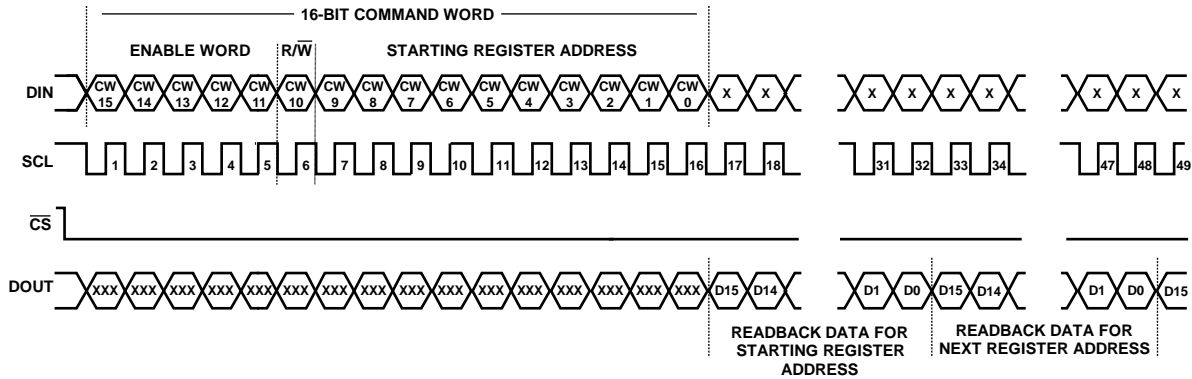 16-BIT COMMAND WORD
ENABLE WORD R/W̅ STARTING REGISTER ADDRESS
DIN CW 15 CW 14 CW 13 CW 12 CW 11 CW 10 CW 9 CW 8 CW 7 CW 6 CW 5 CW 4 CW 3 CW 2 CW 1 CW 0 X X X X X X X X X
SCL 1 2 3 4 5 6 7 8 9 10 11 12 13 14 15 16 17 18 31 32 33 34 47 48 49
C̅S̅
DOUT XXX XXX XXX XXX XXX XXX XXX XXX XXX XXX XXX XXX XXX XXX XXX XXX D15 D14 D1 D0 D15 D14 D1 D0 D15
READBACK DATA FOR
STARTING REGISTER
ADDRESS
READBACK DATA FOR
NEXT REGISTER ADDRESS